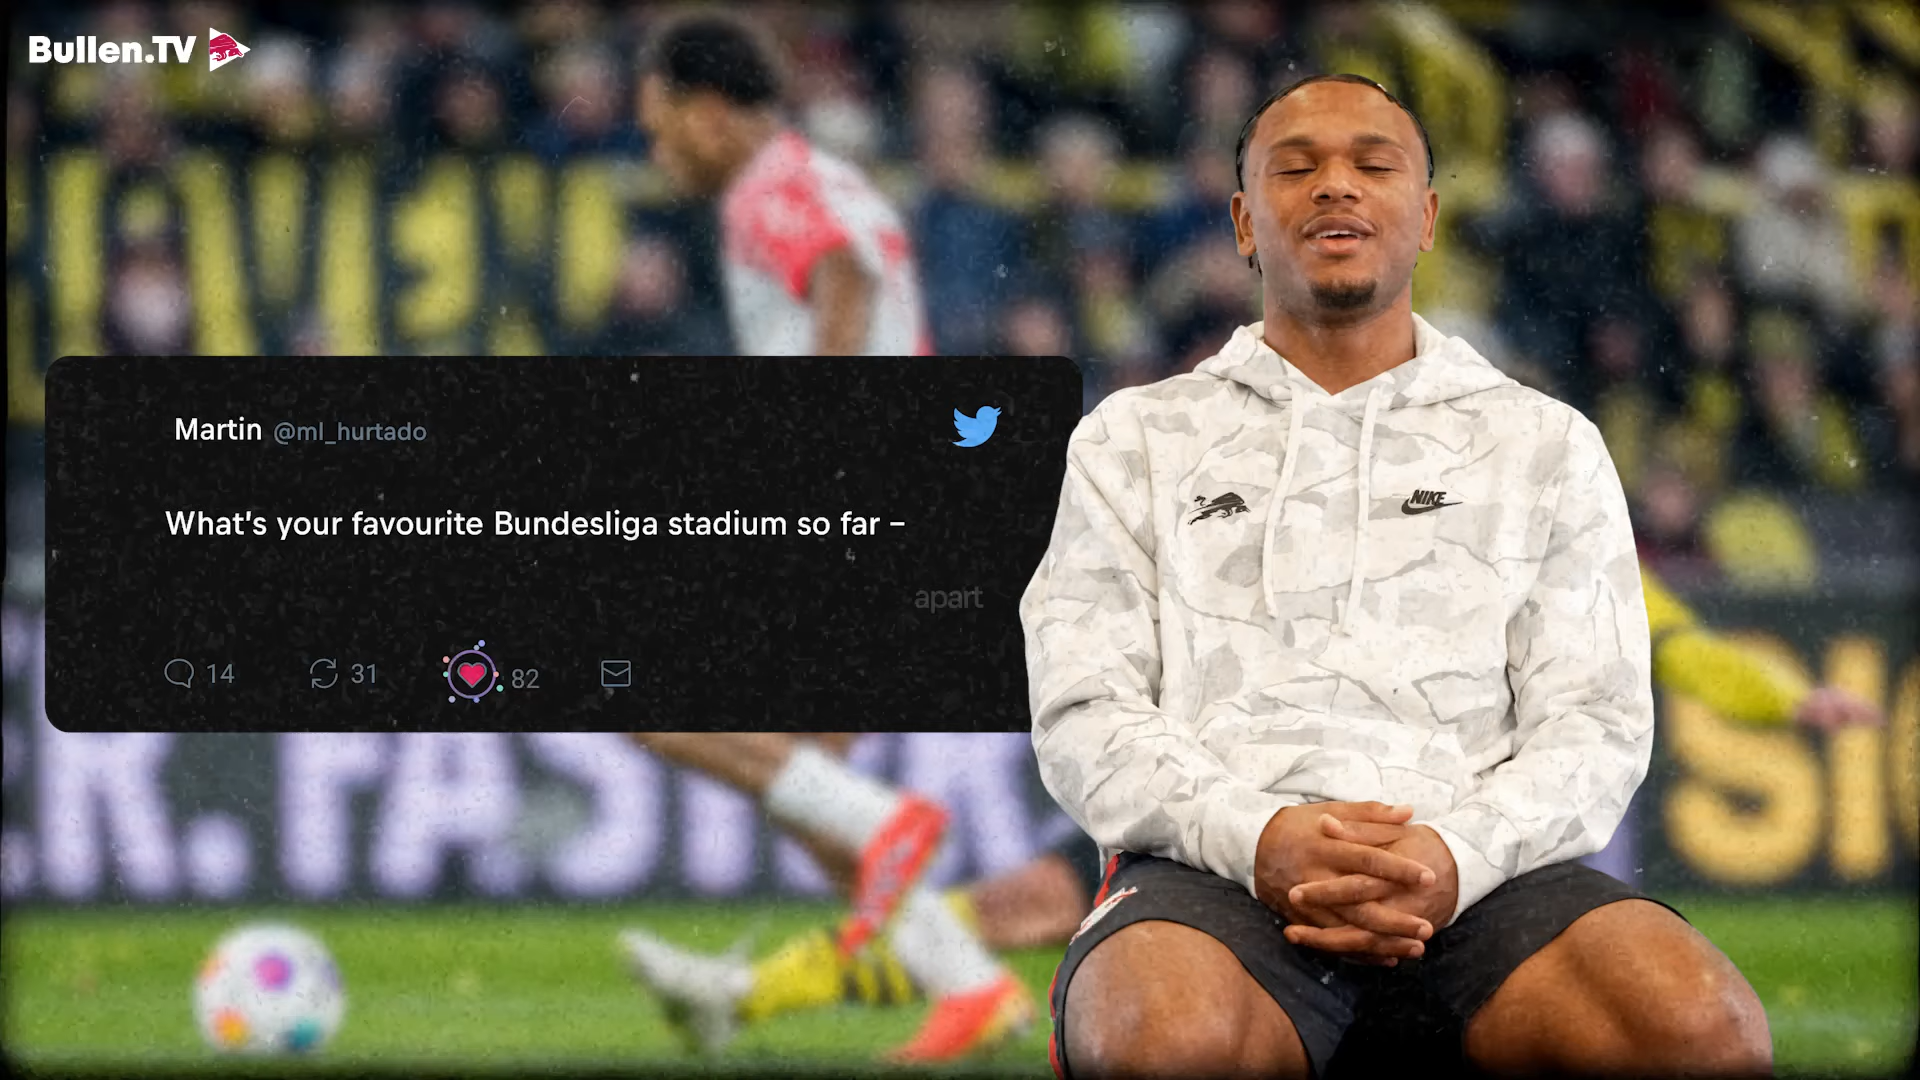 Bullen.TV
Martin @ml_hurtado
What's your favourite Bundesliga stadium so far –
apart
14 31 82
NIKE